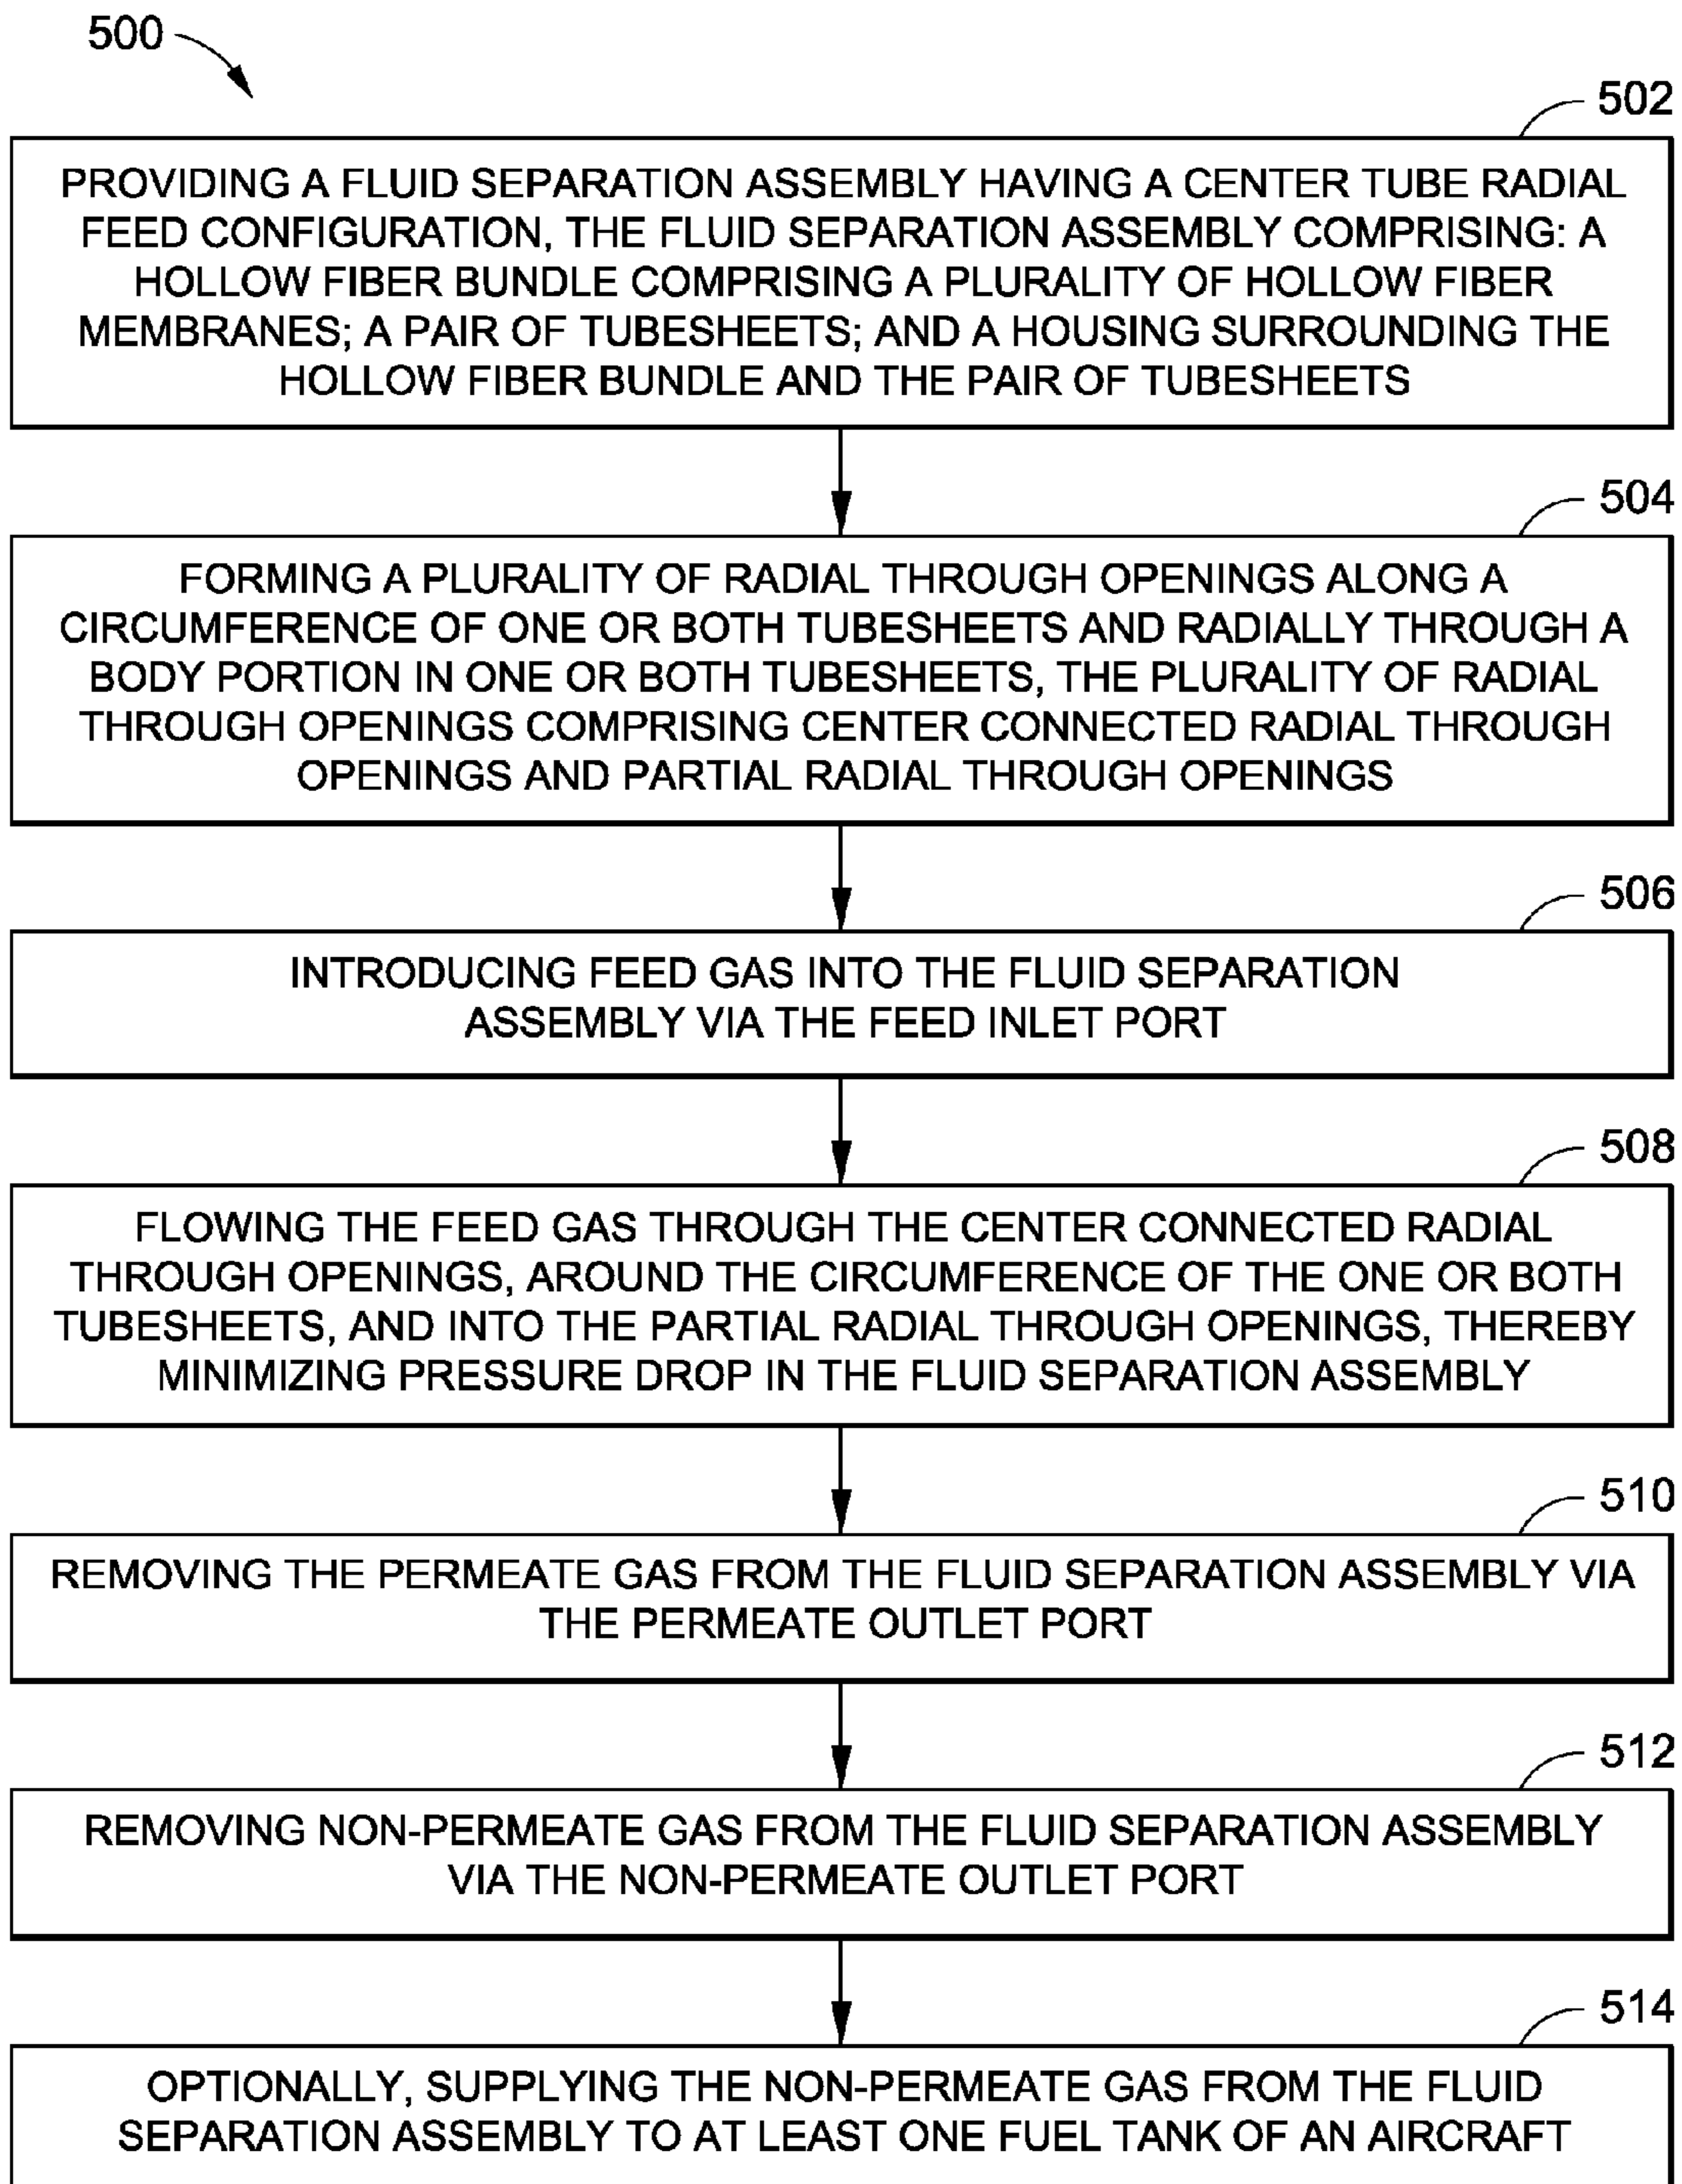 500
502
PROVIDING A FLUID SEPARATION ASSEMBLY HAVING A CENTER TUBE RADIAL
FEED CONFIGURATION, THE FLUID SEPARATION ASSEMBLY COMPRISING: A
HOLLOW FIBER BUNDLE COMPRISING A PLURALITY OF HOLLOW FIBER
MEMBRANES; A PAIR OF TUBESHEETS; AND A HOUSING SURROUNDING THE
HOLLOW FIBER BUNDLE AND THE PAIR OF TUBESHEETS
504
FORMING A PLURALITY OF RADIAL THROUGH OPENINGS ALONG A
CIRCUMFERENCE OF ONE OR BOTH TUBESHEETS AND RADIALLY THROUGH A
BODY PORTION IN ONE OR BOTH TUBESHEETS, THE PLURALITY OF RADIAL
THROUGH OPENINGS COMPRISING CENTER CONNECTED RADIAL THROUGH
OPENINGS AND PARTIAL RADIAL THROUGH OPENINGS
506
INTRODUCING FEED GAS INTO THE FLUID SEPARATION
ASSEMBLY VIA THE FEED INLET PORT
508
FLOWING THE FEED GAS THROUGH THE CENTER CONNECTED RADIAL
THROUGH OPENINGS, AROUND THE CIRCUMFERENCE OF THE ONE OR BOTH
TUBESHEETS, AND INTO THE PARTIAL RADIAL THROUGH OPENINGS, THEREBY
MINIMIZING PRESSURE DROP IN THE FLUID SEPARATION ASSEMBLY
510
REMOVING THE PERMEATE GAS FROM THE FLUID SEPARATION ASSEMBLY VIA
THE PERMEATE OUTLET PORT
512
REMOVING NON-PERMEATE GAS FROM THE FLUID SEPARATION ASSEMBLY
VIA THE NON-PERMEATE OUTLET PORT
514
OPTIONALLY, SUPPLYING THE NON-PERMEATE GAS FROM THE FLUID
SEPARATION ASSEMBLY TO AT LEAST ONE FUEL TANK OF AN AIRCRAFT